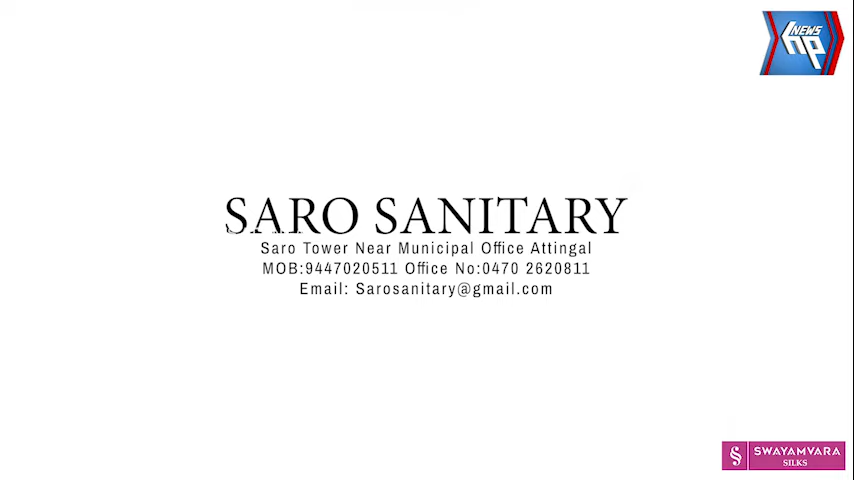 NEWS
hp
SARO SANITARY
Saro Tower Near Municipal Office Attingal
MOB:9447020511 Office No:0470 2620811
Email: Sarosanitary@gmail.com
SWAYAMVARA
SILKS